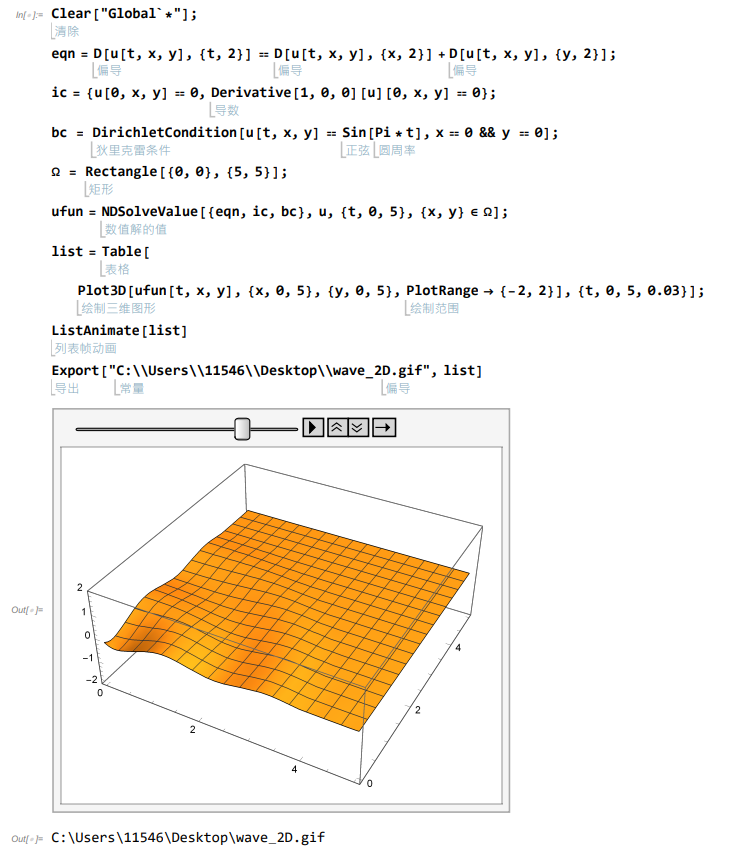 In[∘]:= Clear["Global`*"];
清除
eqn = D[u[t, x, y], {t, 2}] == D[u[t, x, y], {x, 2}] + D[u[t, x, y], {y, 2}];
偏导 偏导 偏导
ic = {u[0, x, y] == 0, Derivative[1, 0, 0][u][0, x, y] == 0};
导数
bc = DirichletCondition[u[t, x, y] == Sin[Pi * t], x == 0 && y == 0];
狄里克雷条件 正弦 圆周率
Ω = Rectangle[{0, 0}, {5, 5}];
矩形
ufun = NDSolveValue[{eqn, ic, bc}, u, {t, 0, 5}, {x, y} ∈ Ω];
数值解的值
list = Table[
表格
Plot3D[ufun[t, x, y], {x, 0, 5}, {y, 0, 5}, PlotRange → {-2, 2}], {t, 0, 5, 0.03}];
绘制三维图形 绘制范围
ListAnimate[list]
列表帧动画
Export["C:\\Users\\11546\\Desktop\\wave_2D.gif", list]
导出 常量 偏导
Out[∘]=
2
1
0
-1
-2
0
2
4
0
2
4
Out[∘]= C:\Users\11546\Desktop\wave_2D.gif